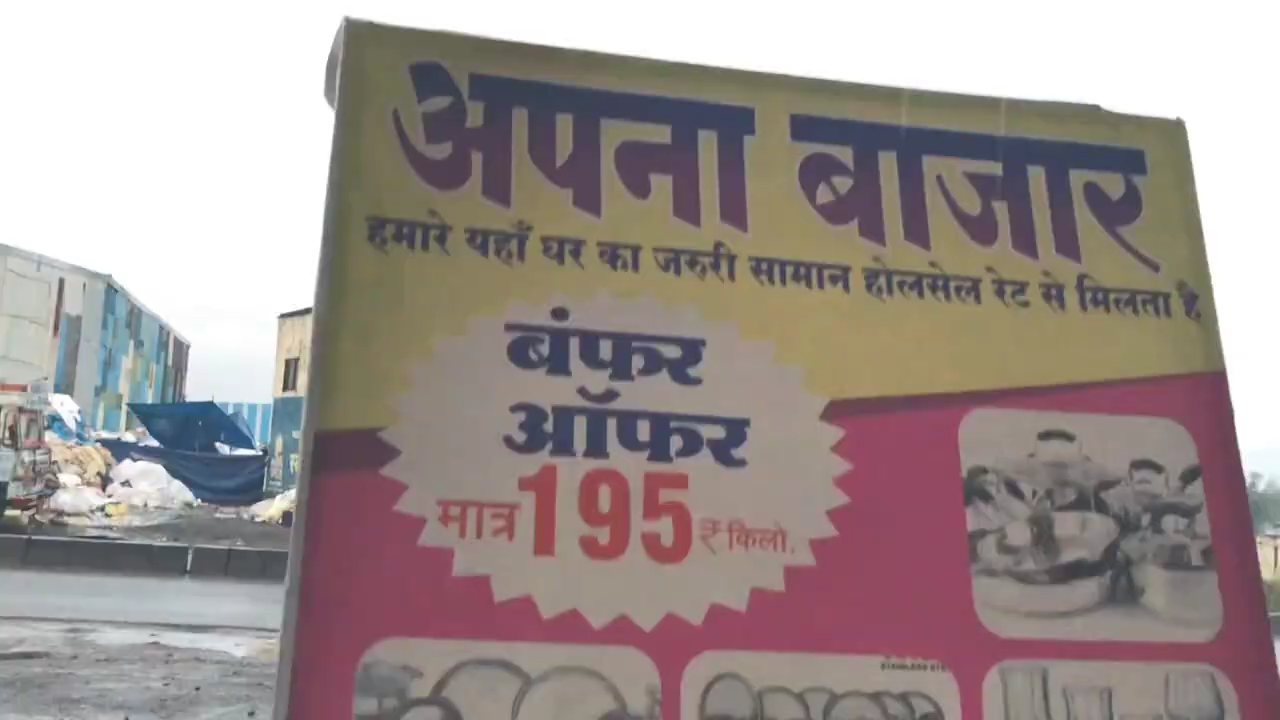 अपना बाजार
हमारे यहाँ घर का जरुरी सामान होलसेल रेट से मिलता है
बंफर
ऑफर
मात्र 195 ₹ किलो.